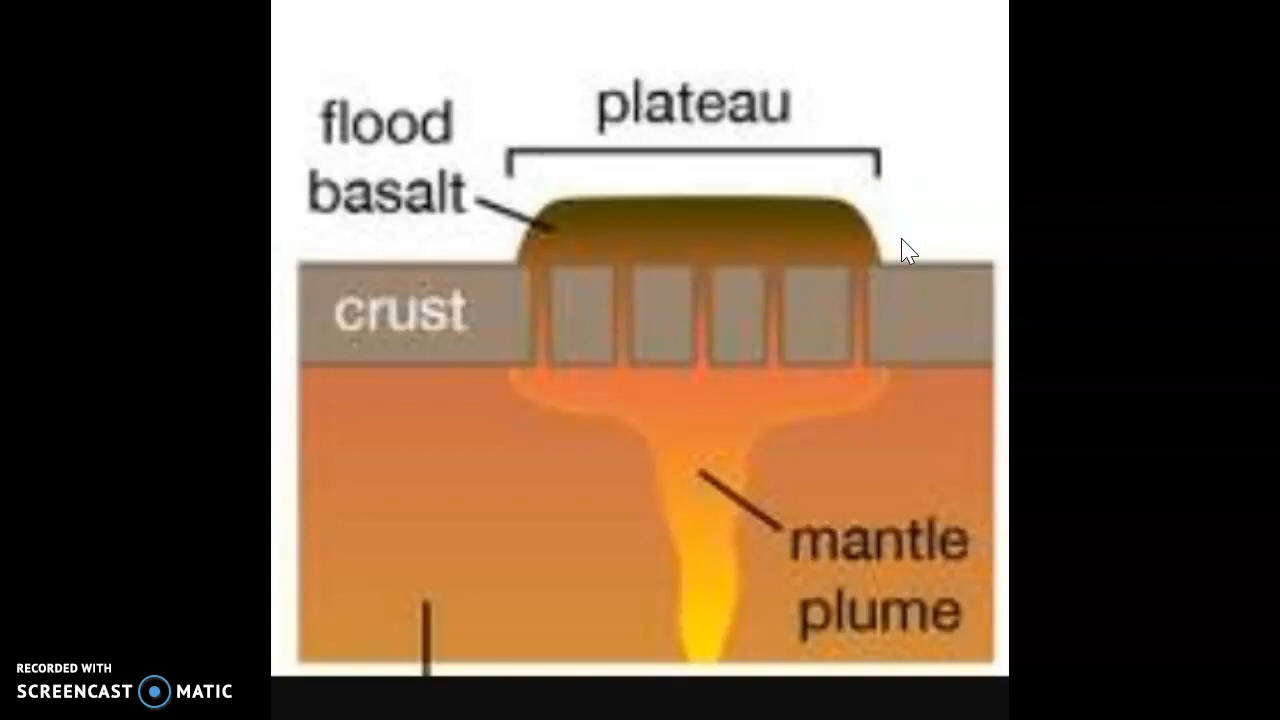 flood
basalt
plateau
crust
mantle
plume
RECORDED WITH
SCREENCAST MATIC